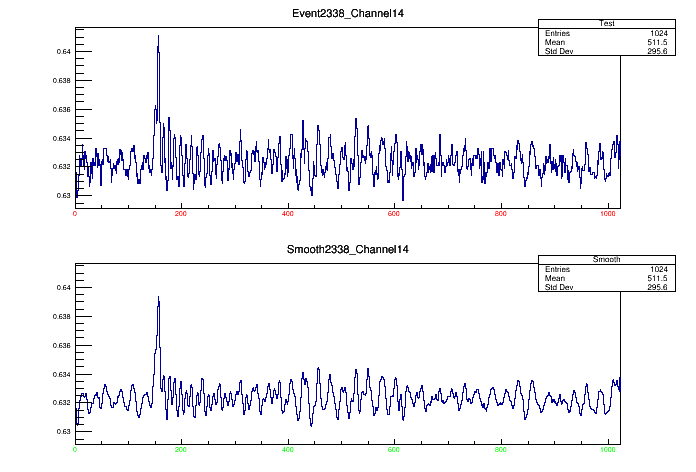 Event2338_Channel14
Test
Entries 1024
Mean 511.5
Std Dev 295.6
0.64
0.638
0.636
0.634
0.632
0.63
0 200 400 600 800 1000
Smooth2338_Channel14
Smooth
Entries 1024
Mean 511.5
Std Dev 295.6
0.64
0.638
0.636
0.634
0.632
0.63
0 200 400 600 800 1000